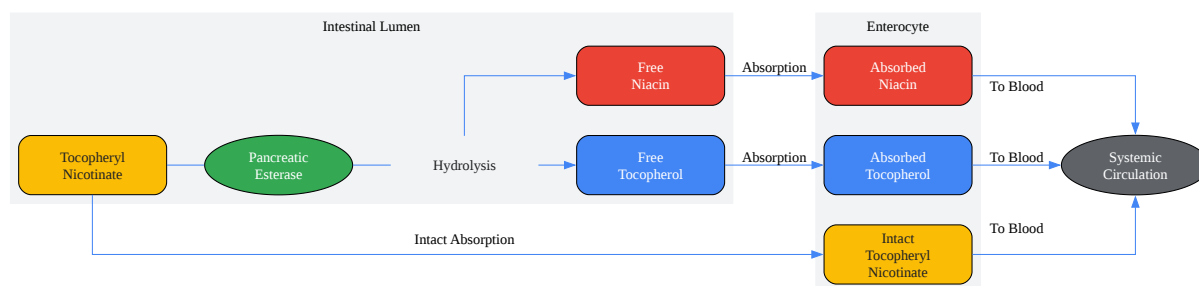 Intestinal Lumen
Enterocyte
Free
Niacin
Absorption
Absorbed
Niacin
To Blood
Tocopheryl
Nicotinate
Pancreatic
Esterase
Hydrolysis
Free
Tocopherol
Absorption
Absorbed
Tocopherol
To Blood
Systemic
Circulation
Intact Absorption
Intact
Tocopheryl
Nicotinate
To Blood